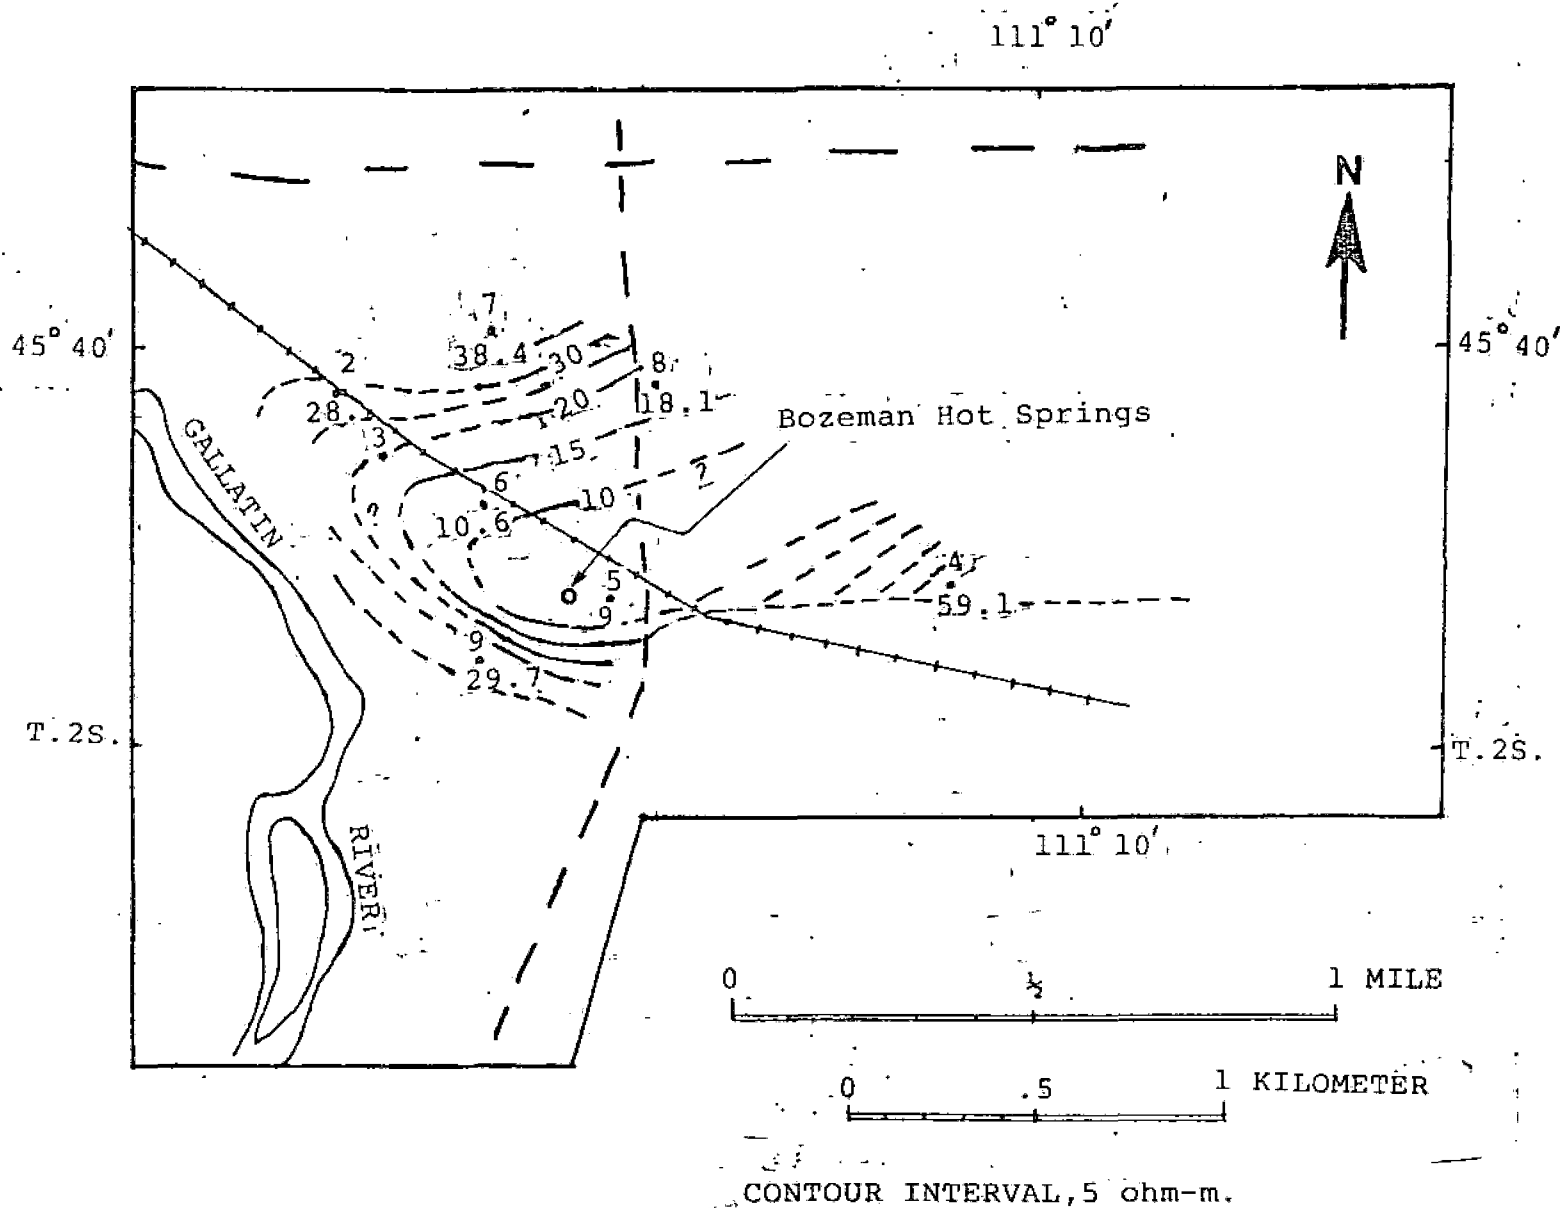 111° 10'
N
7
45° 40'
45° 40'
2
38.4
30
8
28.
20
18.1
Bozeman Hot Springs
3
GALLATIN
15
6
?
10
?
10
6
4
5
59.1
9
9
29.7
T.2S.
T.2S.
RIVER
111° 10'
0 ½ 1 MILE
0 .5 1 KILOMETER
CONTOUR INTERVAL,5 ohm-m.